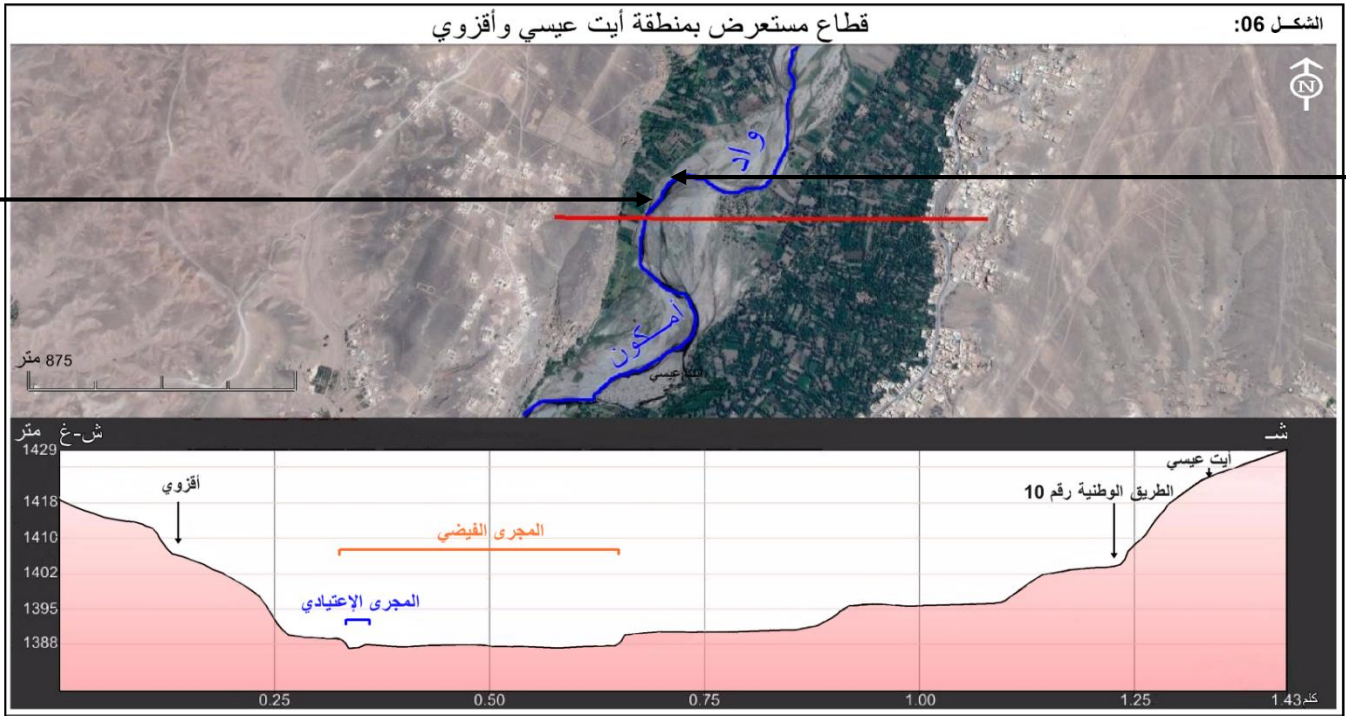 الشكـل 06:
قطاع مستعرض بمنطقة أيت عيسي وأقزوي
N
واد
أمـكون
875 متر
متر
ش-غ
شـ
1429
1418
1410
1402
1395
1388
أقزوي
المجرى الفيضي
المجرى الإعتيادي
أيت عيسي
الطريق الوطنية رقم 10
0.25
0.50
0.75
1.00
1.25
1.43 كلم